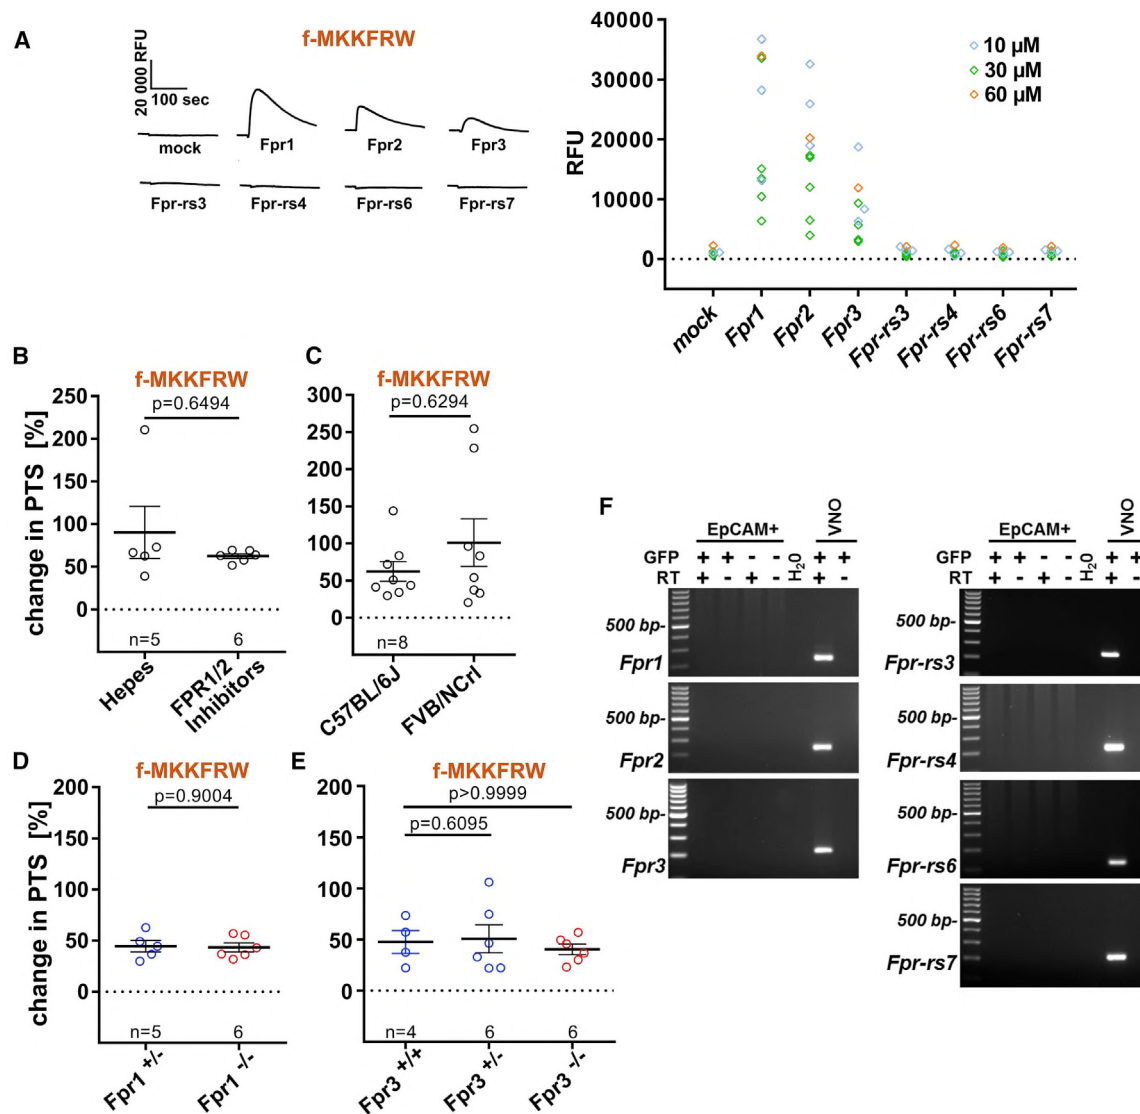 A
f-MKKFRW
20 000 RFU
100 sec
mock
Fpr1
Fpr2
Fpr3
Fpr-rs3
Fpr-rs4
Fpr-rs6
Fpr-rs7
RFU
40000
30000
20000
10000
0
10 µM
30 µM
60 µM
mock
Fpr1
Fpr2
Fpr3
Fpr-rs3
Fpr-rs4
Fpr-rs6
Fpr-rs7
B
f-MKKFRW
p=0.6494
change in PTS [%]
250
200
150
100
50
0
n=5
6
Hepes
FPR1/2
Inhibitors
C
f-MKKFRW
p=0.6294
300
250
200
150
100
50
0
n=8
C57BL/6J
FVB/NCrl
D
f-MKKFRW
p=0.9004
change in PTS [%]
200
150
100
50
0
n=5
6
Fpr1 +/-
Fpr1 -/-
E
f-MKKFRW
p>0.9999
p=0.6095
200
150
100
50
0
n=4
6
6
Fpr3 +/+
Fpr3 +/-
Fpr3 -/-
F
EpCAM+
VNO
GFP + + - - H20 + +
RT + - + - + -
500 bp-
Fpr1
500 bp-
Fpr2
500 bp-
Fpr3
EpCAM+
VNO
GFP + + - - H20 + +
RT + - + - + -
500 bp-
Fpr-rs3
500 bp-
Fpr-rs4
500 bp-
Fpr-rs6
500 bp-
Fpr-rs7